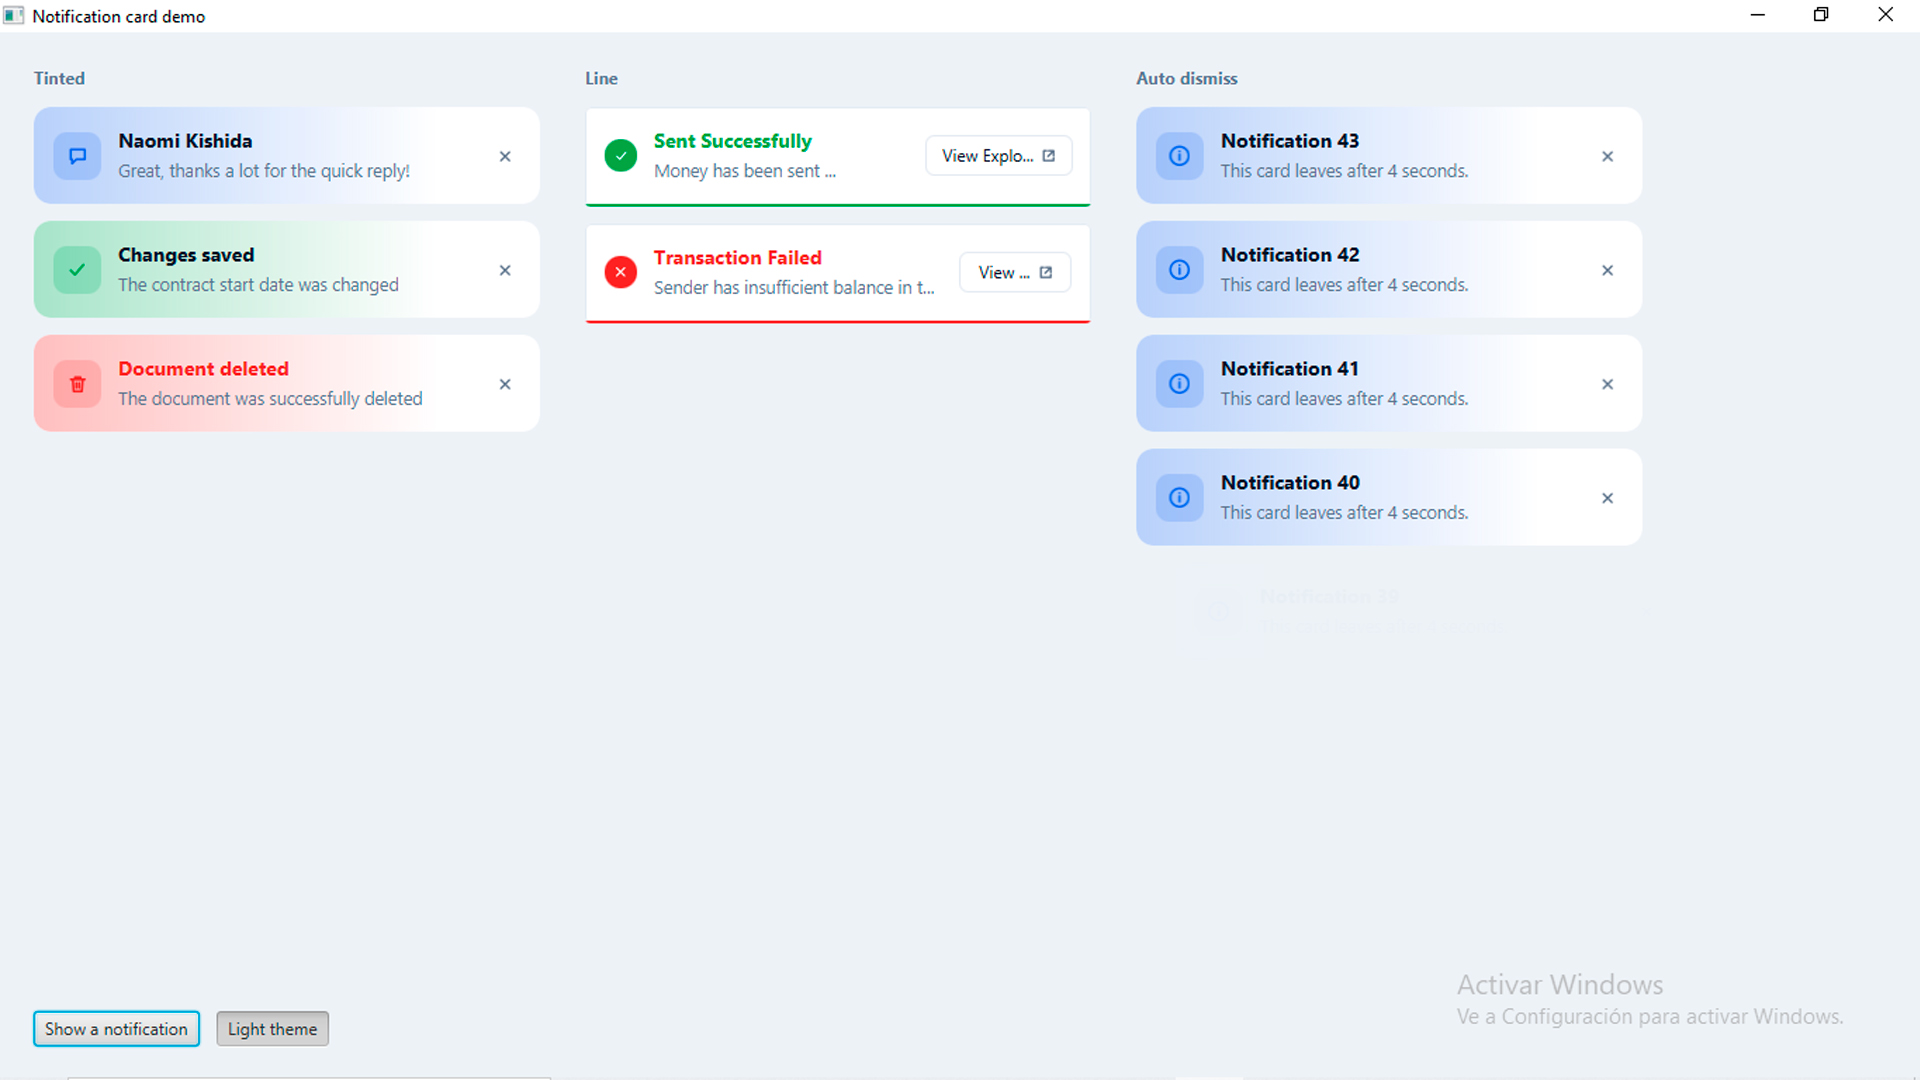 Notification card demo
Tinted
Naomi Kishida
Great, thanks a lot for the quick reply!
Changes saved
The contract start date was changed
Document deleted
The document was successfully deleted
Line
Sent Successfully
Money has been sent ...
View Explo...
Transaction Failed
Sender has insufficient balance in t...
View ...
Auto dismiss
Notification 43
This card leaves after 4 seconds.
Notification 42
This card leaves after 4 seconds.
Notification 41
This card leaves after 4 seconds.
Notification 40
This card leaves after 4 seconds.
Notification 39
Show a notification
Light theme
Activar Windows
Ve a Configuración para activar Windows.